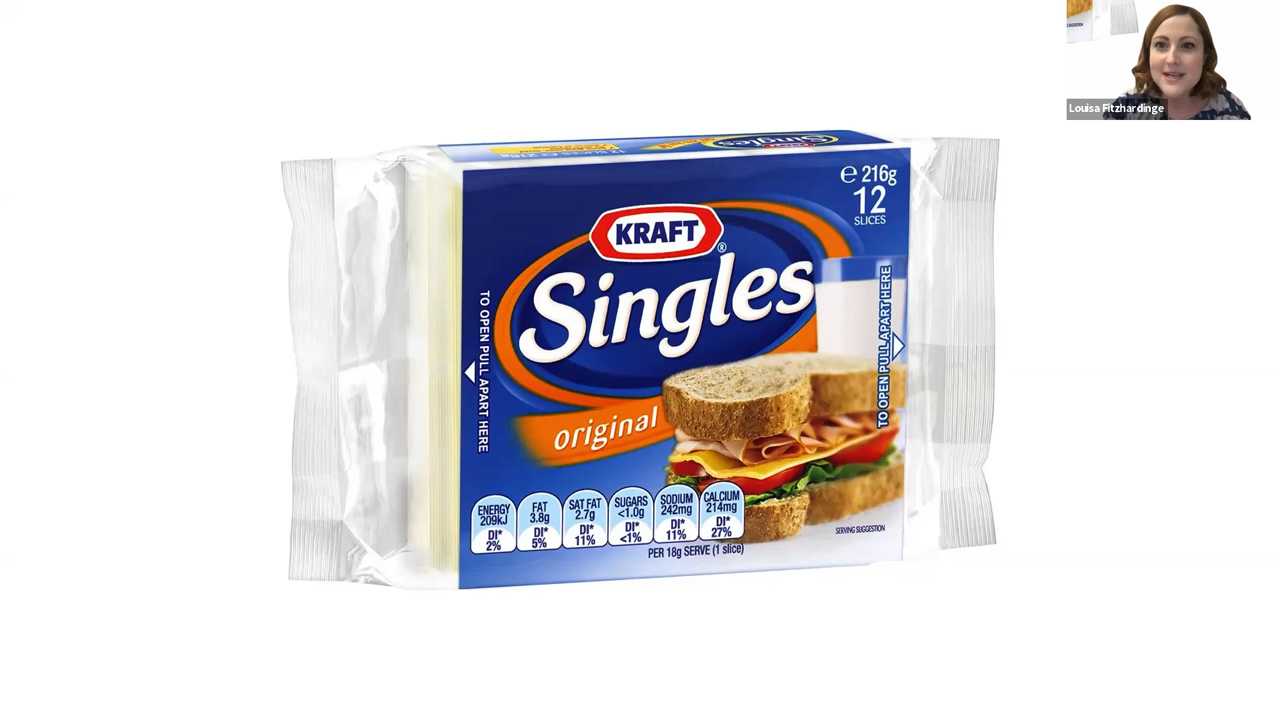 Louisa Fitzhardinge
Singles
e 216g
12
SLICES
KRAFT
®
Singles
original
TO OPEN PULL APART HERE
TO OPEN PULL APART HERE
ENERGY
209kJ
DI*
2%
FAT
3.8g
DI*
5%
SAT FAT
2.7g
DI*
11%
SUGARS
<1.0g
DI*
<1%
SODIUM
242mg
DI*
11%
CALCIUM
214mg
DI*
27%
PER 18g SERVE (1 slice)
SERVING SUGGESTION